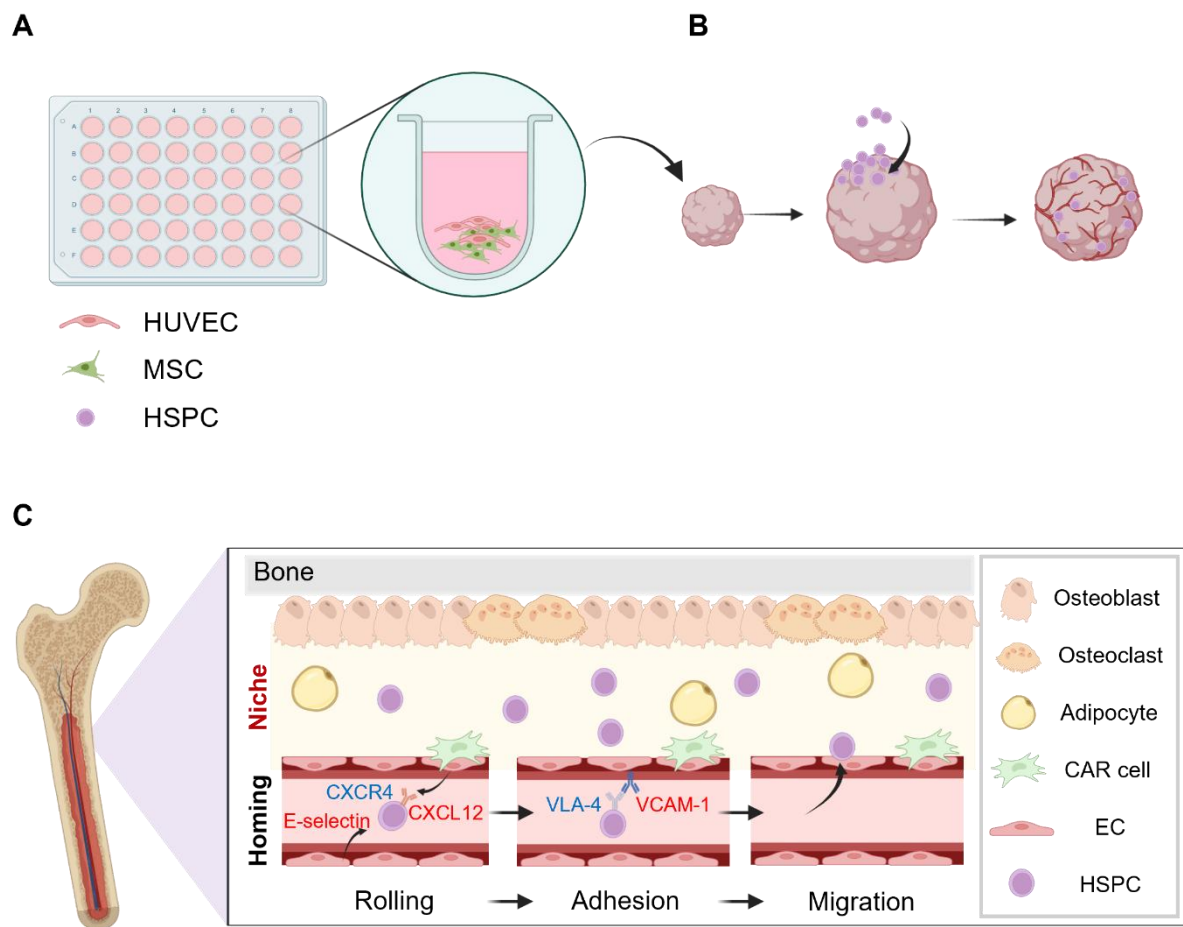 A
B
1 2 3 4 5 6 7 8
A
B
C
D
E
F
HUVEC
MSC
HSPC
C
Bone
Niche
Homing
CXCR4
E-selectin
CXCL12
VLA-4
VCAM-1
Rolling
Adhesion
Migration
Osteoblast
Osteoclast
Adipocyte
CAR cell
EC
HSPC